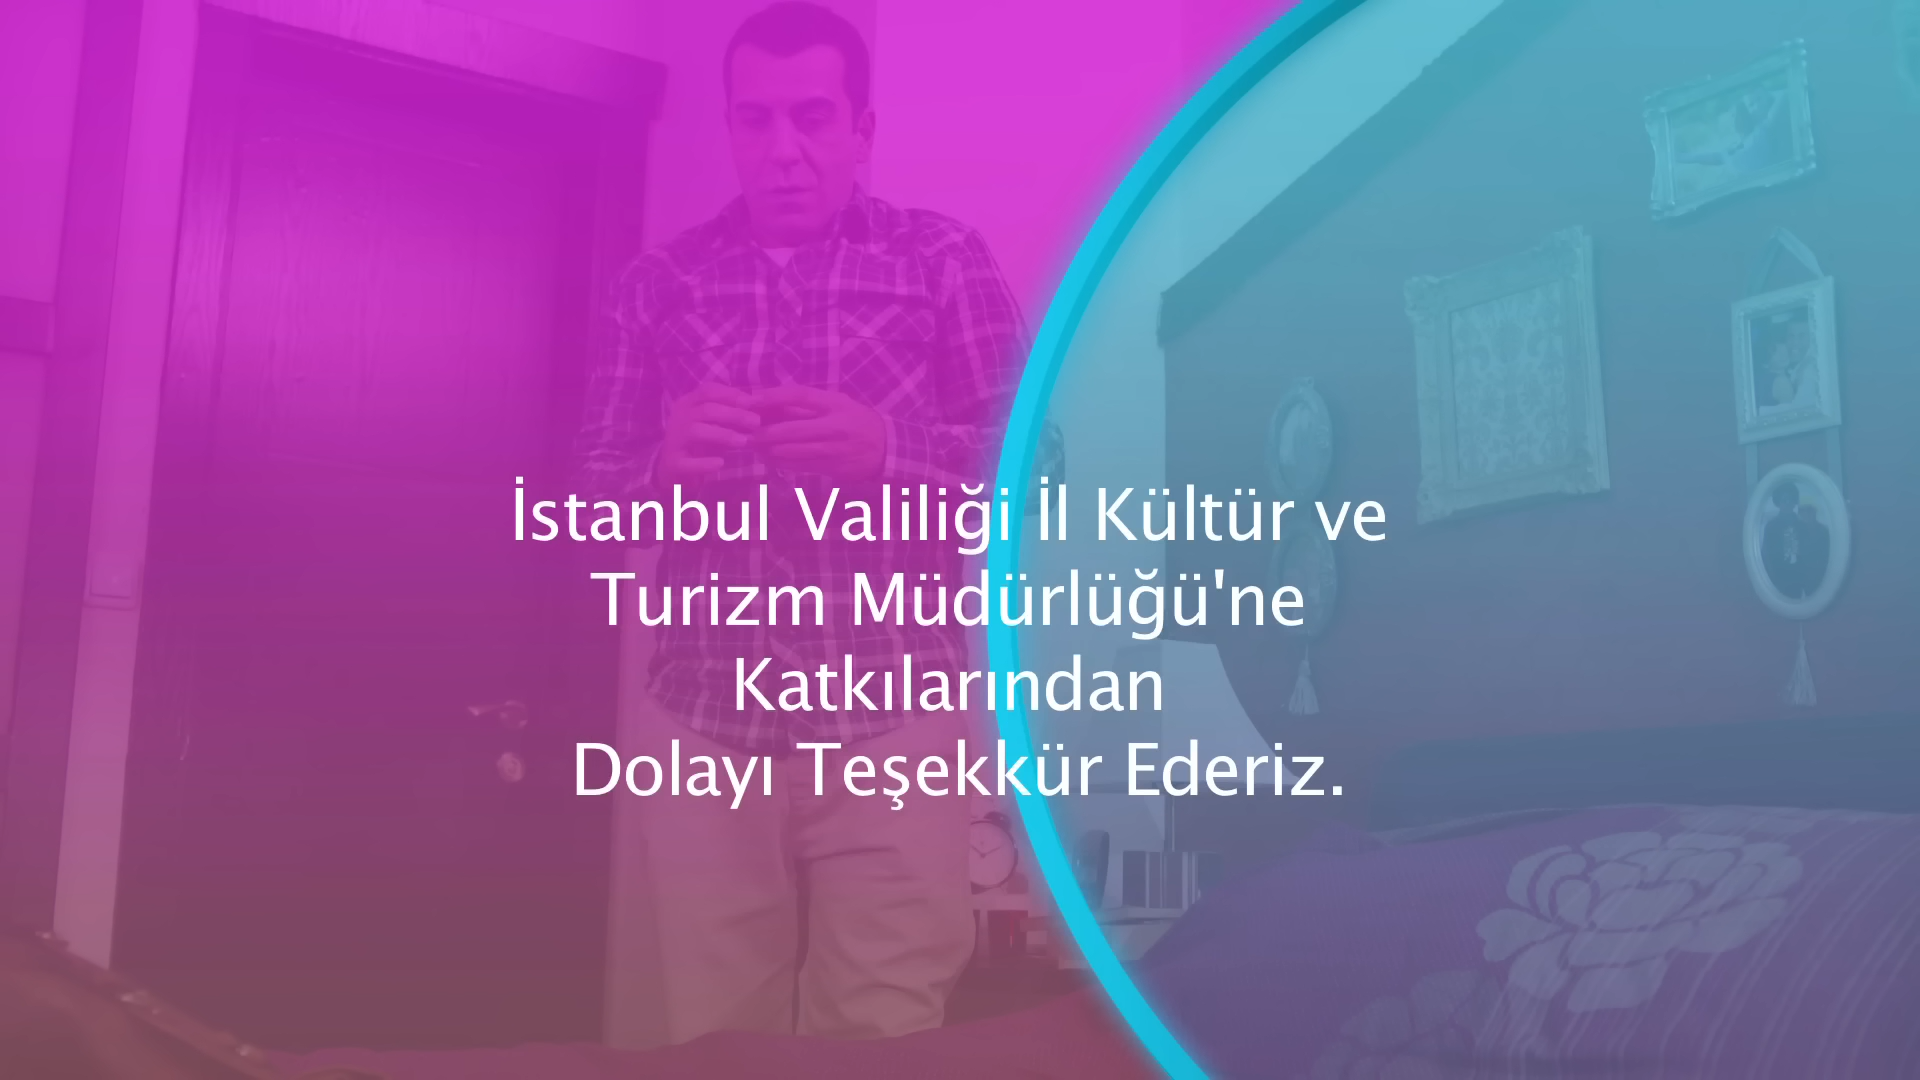 İstanbul Valiliği İl Kültür ve
Turizm Müdürlüğü'ne
Katkılarından
Dolayı Teşekkür Ederiz.